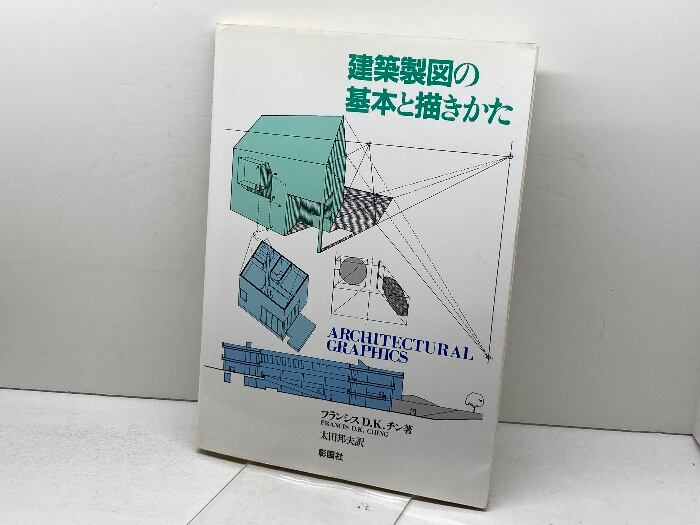 建築製図の
基本と描きかた
ARCHITECTURAL
GRAPHICS
フランシス D.K.チン著
FRANCIS D.K. CHING
太田邦夫訳
彰国社